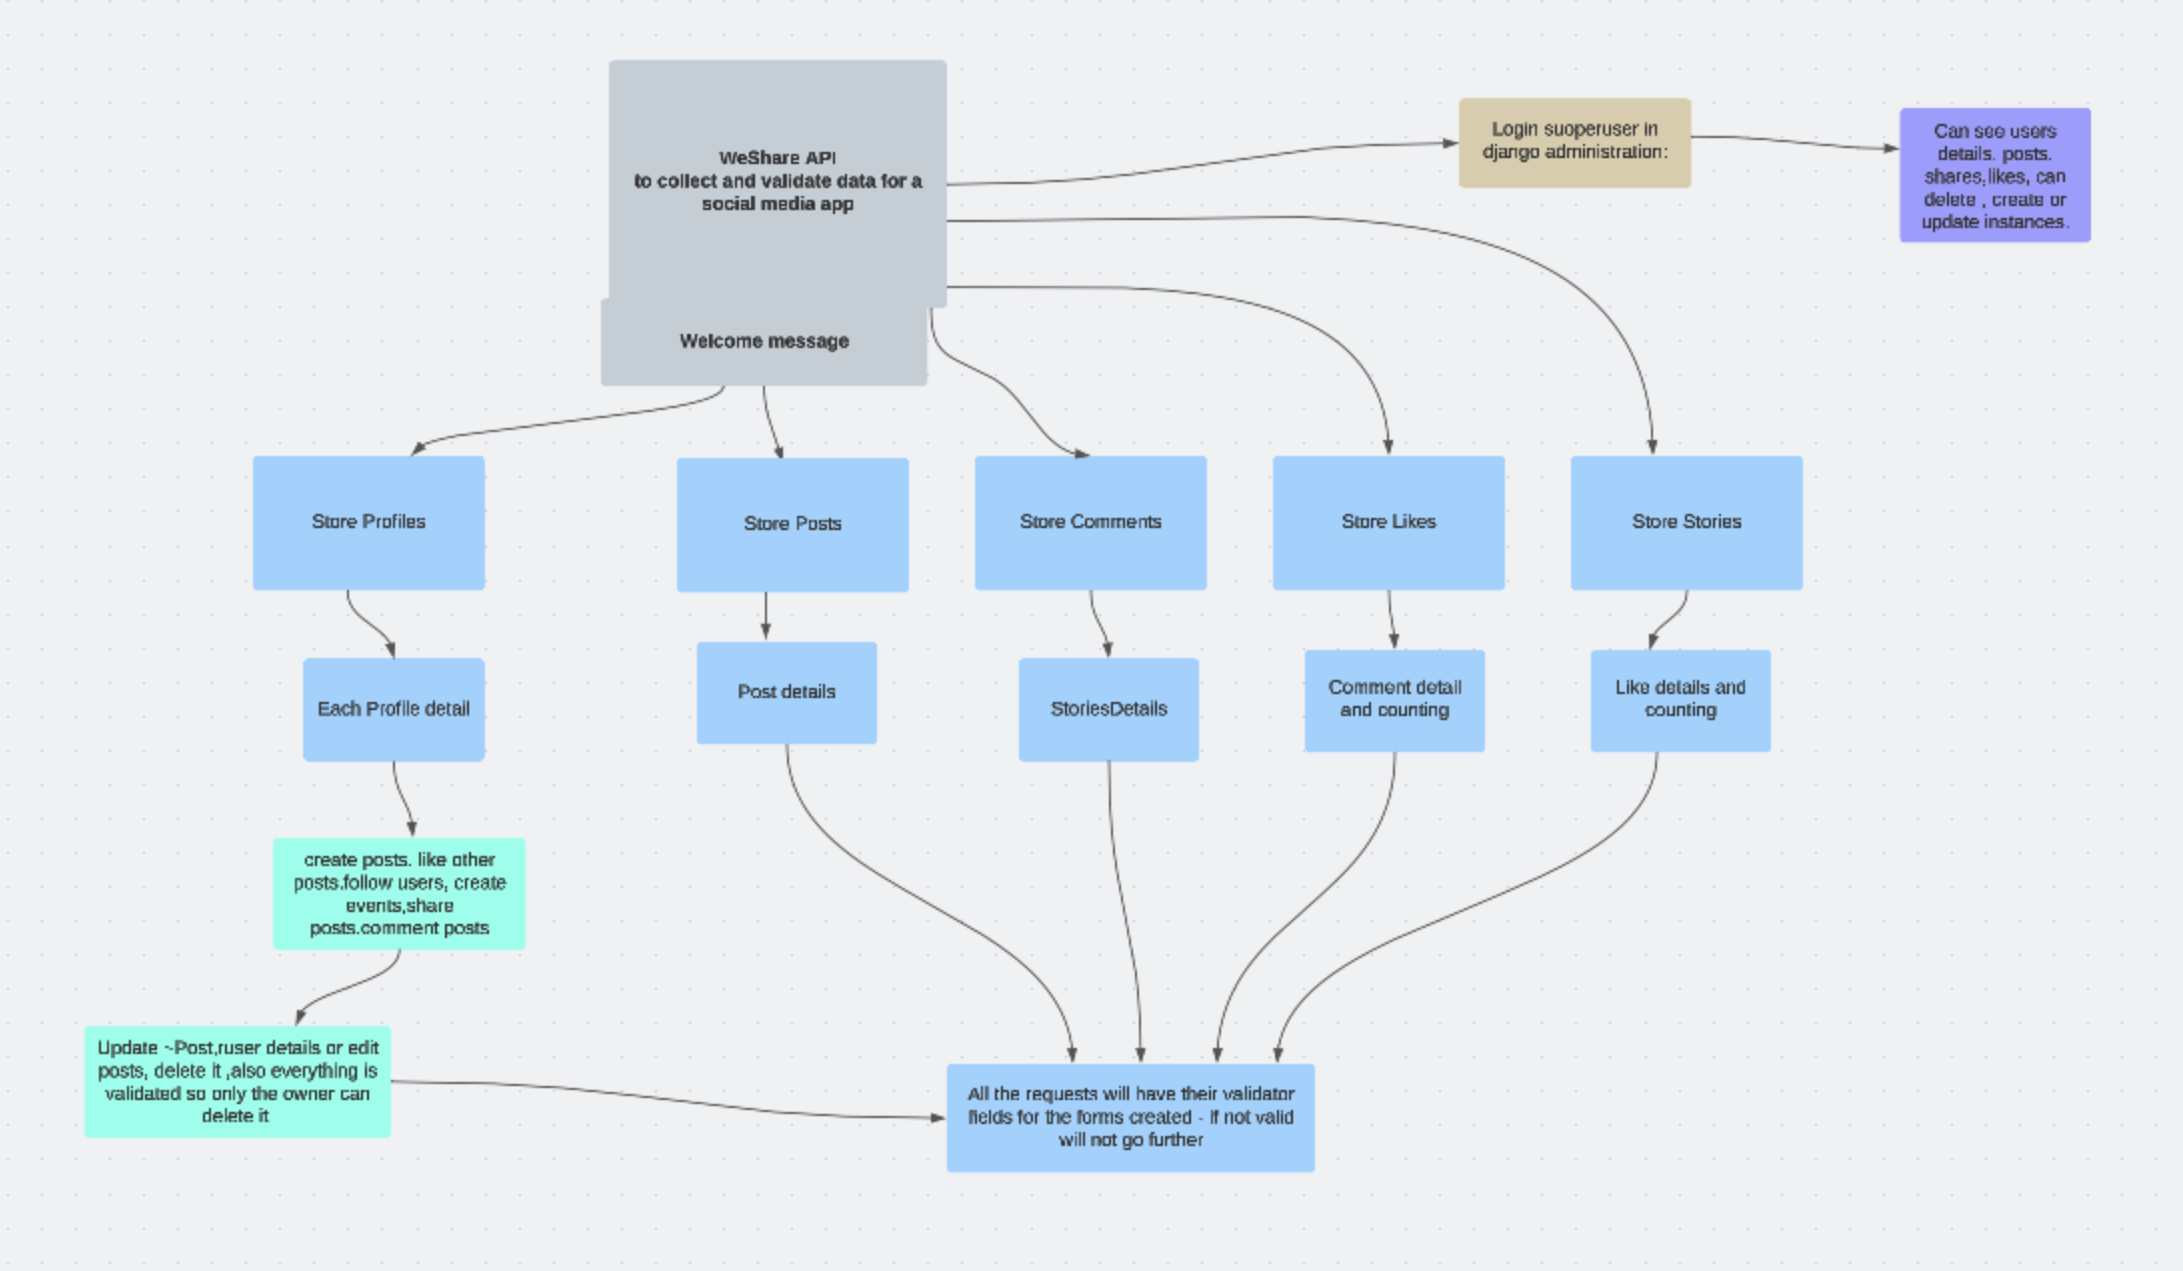 WeShare API
to collect and validate data for a
social media app
Welcome message
Login suoperuser in
django administration:
Can see users
details. posts.
shares,likes, can
delete , create or
update instances.
Store Profiles
Store Posts
Store Comments
Store Likes
Store Stories
Each Profile detail
Post details
StoriesDetails
Comment detail
and counting
Like details and
counting
create posts. like other
posts.follow users, create
events,share
posts.comment posts
Update ~Post,ruser details or edit
posts, delete it ,also everything is
validated so only the owner can
delete it
All the requests will have their validator
fields for the forms created - if not valid
will not go further